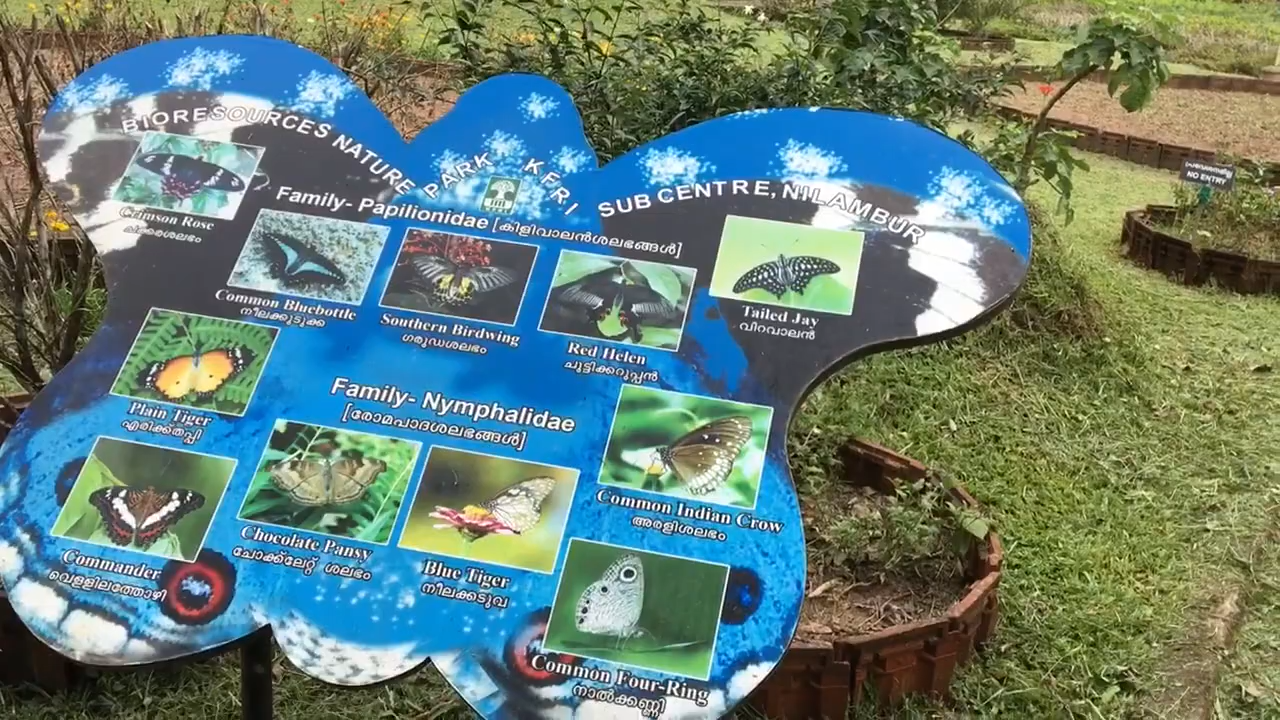 BIORESOURCES NATURE PARK KFRI SUB CENTRE, NILAMBUR
Family- Papilionidae [കിളിവാലൻശലഭങ്ങൾ]
Crimson Rose
ചക്കരശലഭം
Common Bluebottle
നീലക്കുടുക്ക
Southern Birdwing
ഗരുഡശലഭം
Red Helen
ചുട്ടിക്കറുപ്പൻ
Tailed Jay
വിറവാലൻ
Family- Nymphalidae
[രോമപാദശലഭങ്ങൾ]
Plain Tiger
എരിക്കുതപ്പി
Commander
വെള്ളിലത്തോഴി
Chocolate Pansy
ചോക്ക്ലേറ്റ് ശലഭം
Blue Tiger
നീലക്കടുവ
Common Indian Crow
അരളിശലഭം
Common Four-Ring
നാൽക്കണ്ണി
NO ENTRY